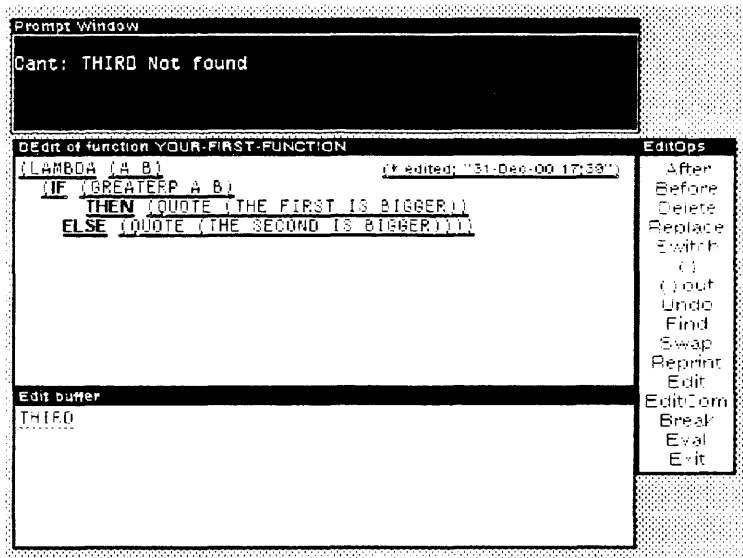 Prompt Window
Cant: THIRD Not found
DEdit of function YOUR-FIRST-FUNCTION
(LAMBDA (A B) (* edited: "31-Dec-00 17:39")
(IF (GREATERP A B)
THEN (QUOTE (THE FIRST IS BIGGER))
ELSE (QUOTE (THE SECOND IS BIGGER))))
Edit buffer
THIRD
EditOps
After
Before
Delete
Replace
Switch
( )
( ) out
Undo
Find
Swap
Reprint
Edit
EditCom
Break
Eval
Exit